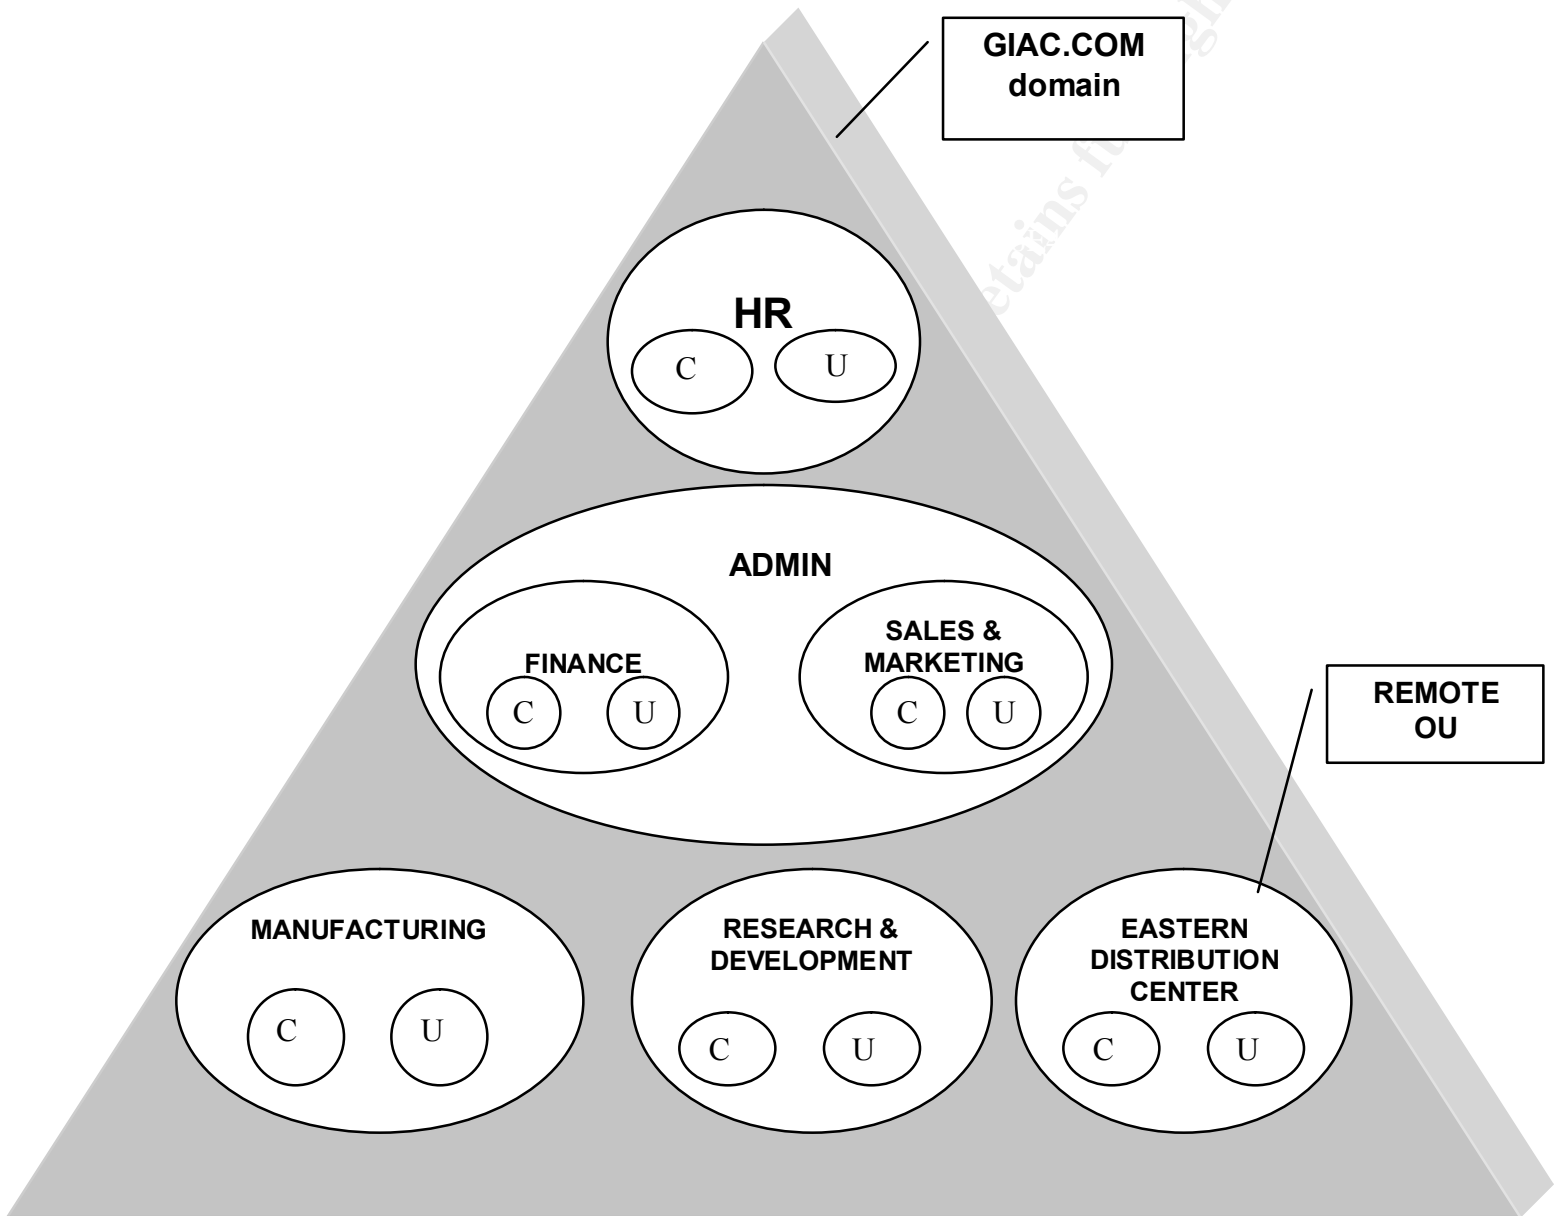 GIAC.COM
domain
HR
C U
ADMIN
FINANCE
C U
SALES &
MARKETING
C U
REMOTE
OU
MANUFACTURING
C U
RESEARCH &
DEVELOPMENT
C U
EASTERN
DISTRIBUTION
CENTER
C U